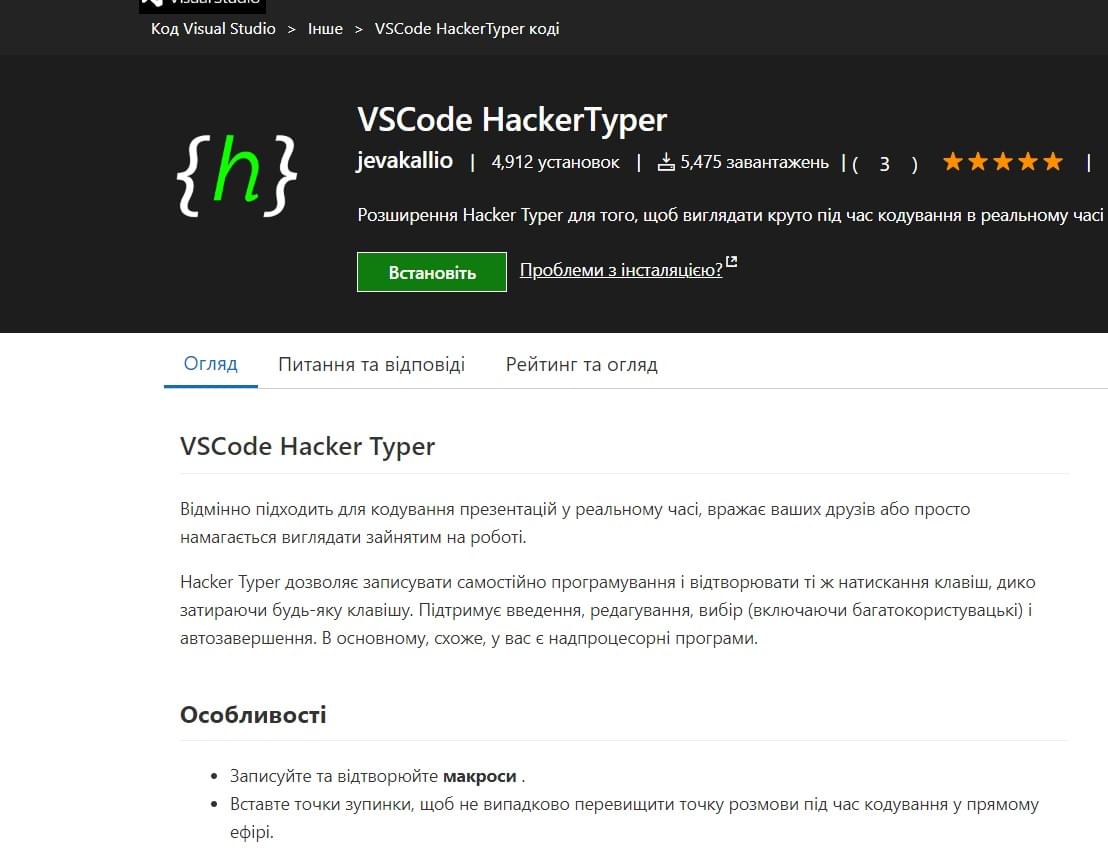 Код Visual Studio > Інше > VSCode HackerTyper коді
{h}
VSCode HackerTyper
jevakallio | 4,912 установок | 5,475 завантажень | ( 3 ) |
Розширення Hacker Typer для того, щоб виглядати круто під час кодування в реальному часі
Встановіть Проблеми з інсталяцією?
Огляд Питання та відповіді Рейтинг та огляд
VSCode Hacker Typer
Відмінно підходить для кодування презентацій у реальному часі, вражає ваших друзів або просто
намагається виглядати зайнятим на роботі.
Hacker Typer дозволяє записувати самостійно програмування і відтворювати ті ж натискання клавіш, дико
затираючи будь-яку клавішу. Підтримує введення, редагування, вибір (включаючи багатокористувацькі) і
автозавершення. В основному, схоже, у вас є надпроцесорні програми.
Особливості
• Записуйте та відтворюйте макроси .
• Вставте точки зупинки, щоб не випадково перевищити точку розмови під час кодування у прямому
ефірі.